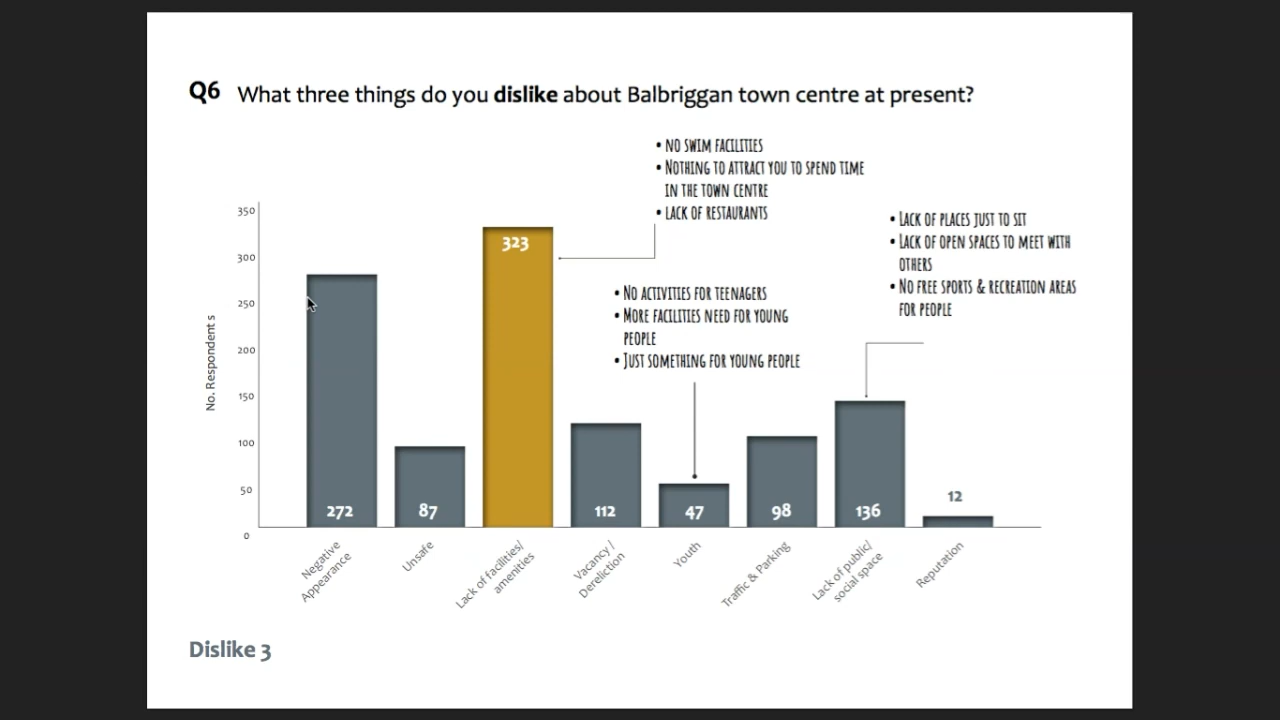 Q6 What three things do you dislike about Balbriggan town centre at present?
• NO SWIM FACILITIES
• NOTHING TO ATTRACT YOU TO SPEND TIME
IN THE TOWN CENTRE
• LACK OF RESTAURANTS
• LACK OF PLACES JUST TO SIT
• LACK OF OPEN SPACES TO MEET WITH
OTHERS
• NO FREE SPORTS & RECREATION AREAS
FOR PEOPLE
• NO ACTIVITIES FOR TEENAGERS
• MORE FACILITIES NEED FOR YOUNG
PEOPLE
• JUST SOMETHING FOR YOUNG PEOPLE
No. Respondent s
350
300
250
200
150
100
50
0
272
87
323
112
47
98
136
12
Negative
Appearance
Unsafe
Lack of facilities/
amenities
Vacancy /
Dereliction
Youth
Traffic & Parking
Lack of public/
social space
Reputation
Dislike 3